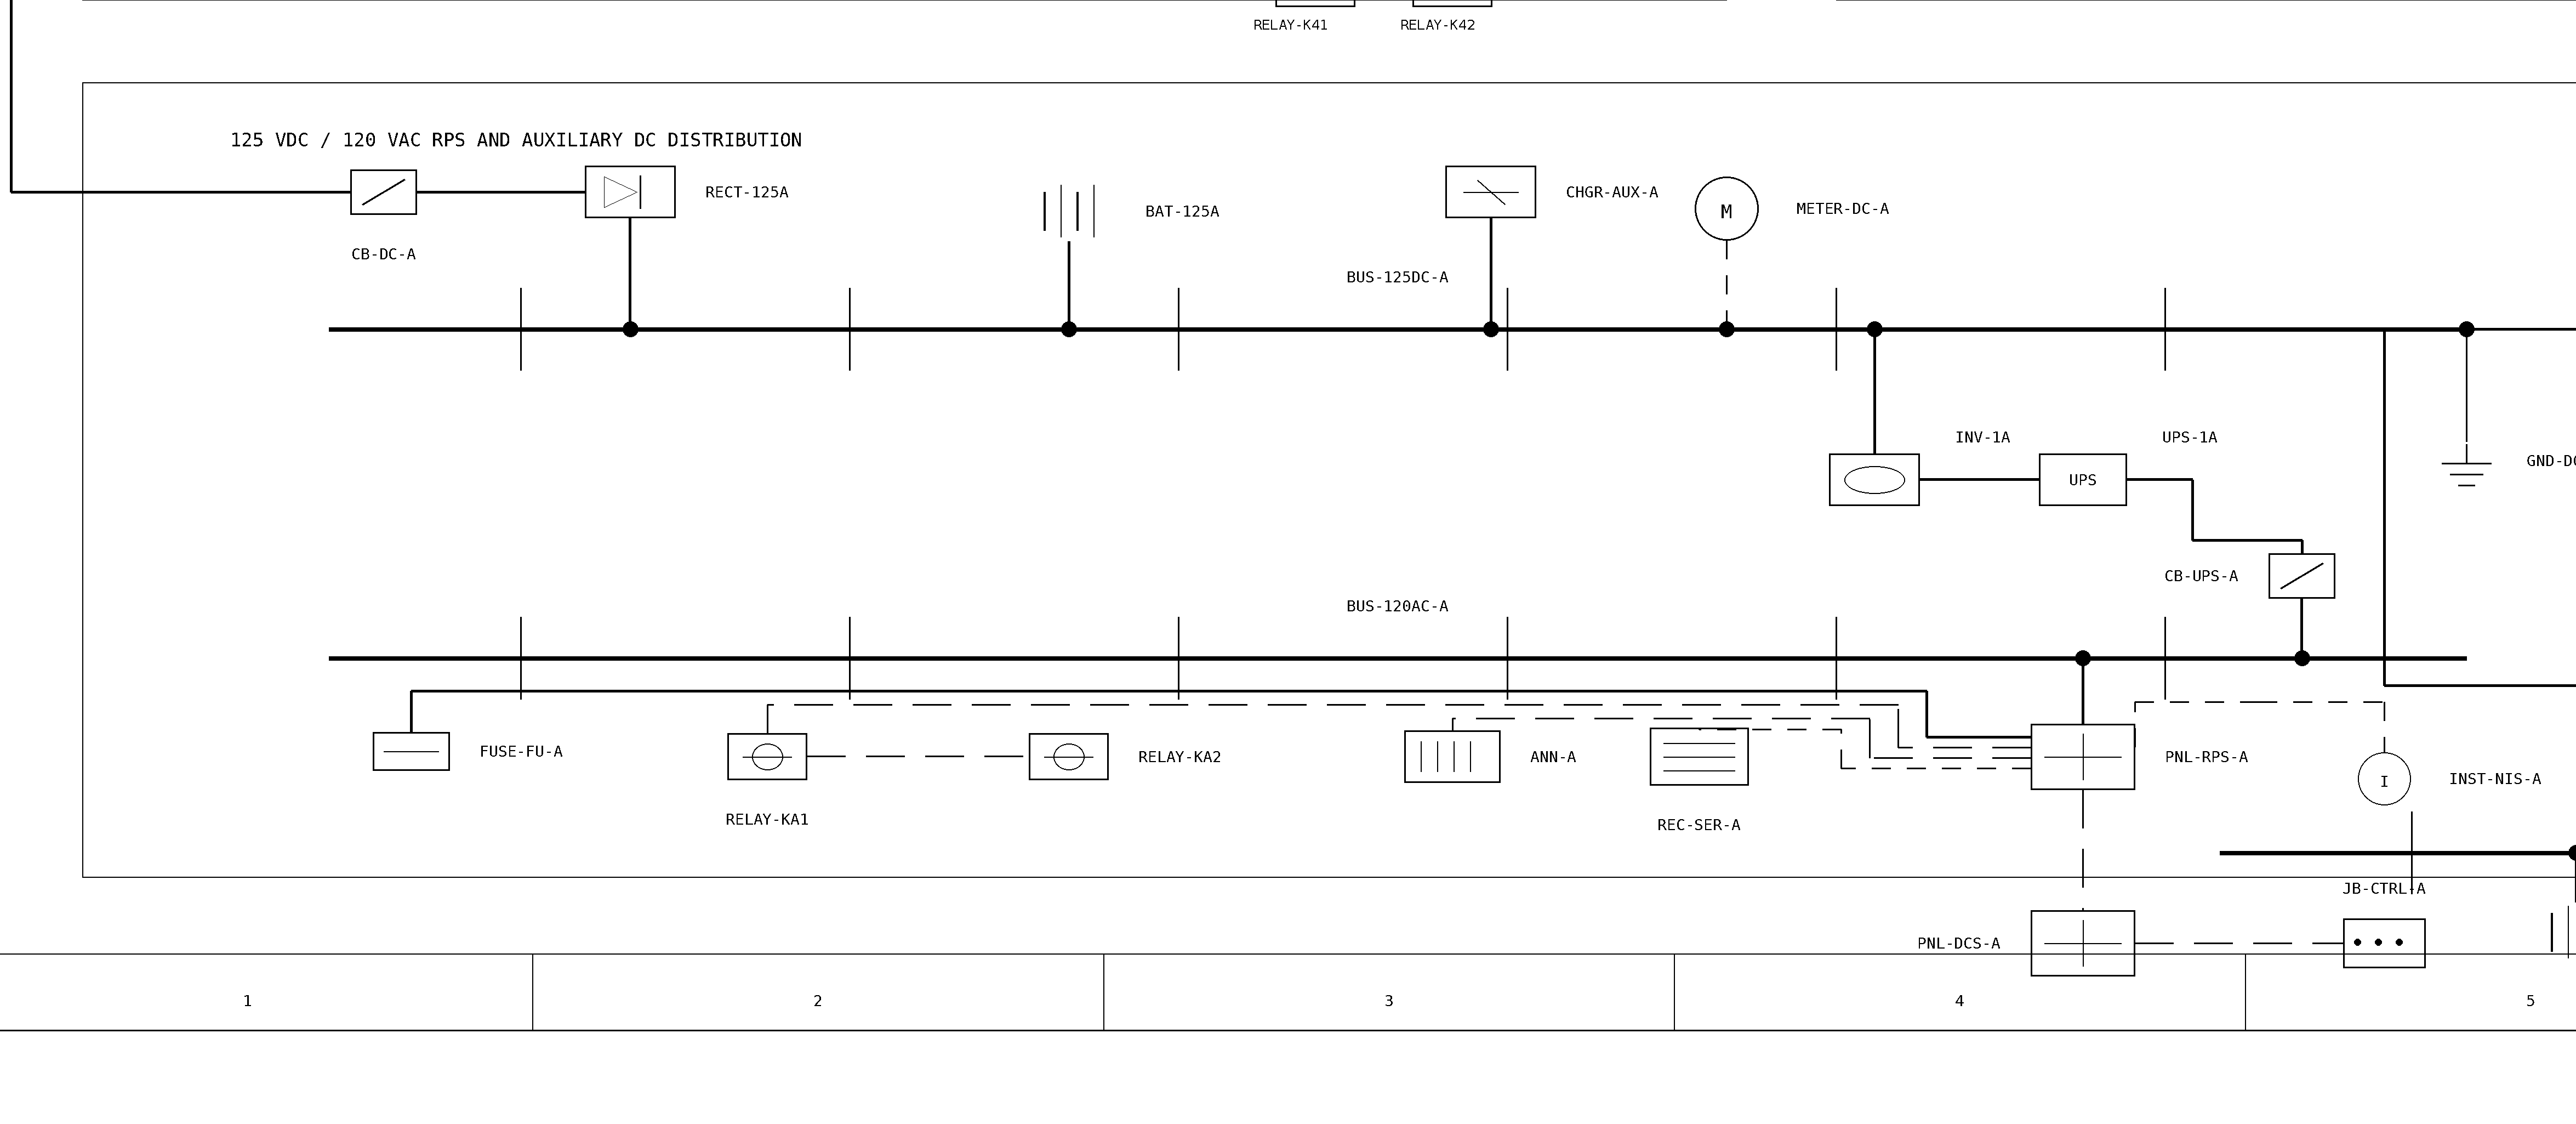 RELAY-K41 RELAY-K42
125 VDC / 120 VAC RPS AND AUXILIARY DC DISTRIBUTION
RECT-125A
CHGR-AUX-A
M
METER-DC-A
BAT-125A
CB-DC-A
BUS-125DC-A
INV-1A
UPS-1A
UPS
CB-UPS-A
BUS-120AC-A
FUSE-FU-A
RELAY-KA2
ANN-A
PNL-RPS-A
I
INST-NIS-A
RELAY-KA1
REC-SER-A
JB-CTRL-A
PNL-DCS-A
1 2 3 4 5